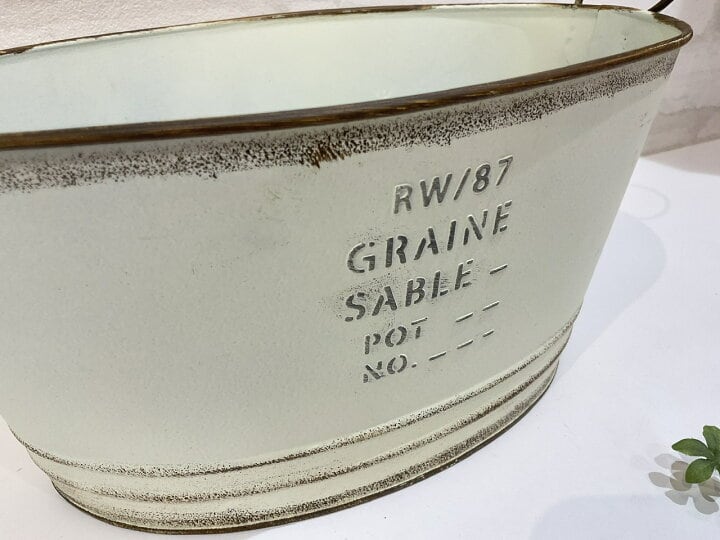 RW/87
GRAINE
SABLE –
POT – –
NO. – – –